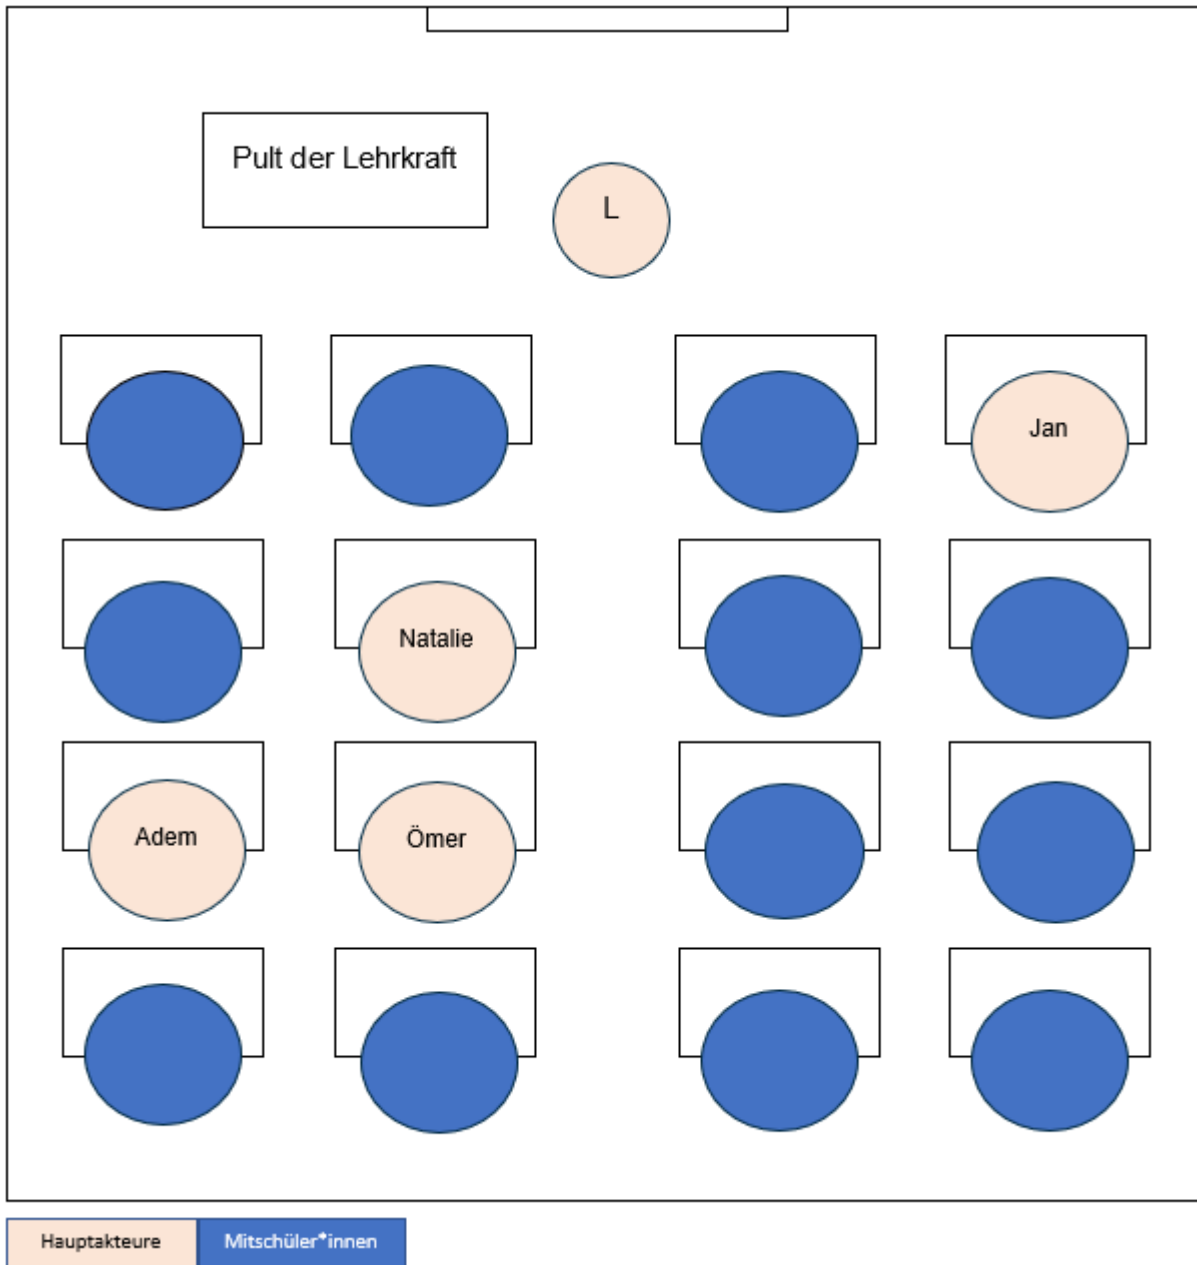 Pult der Lehrkraft
L
Jan
Natalie
Adem
Ömer
Hauptakteure
Mitschüler*innen